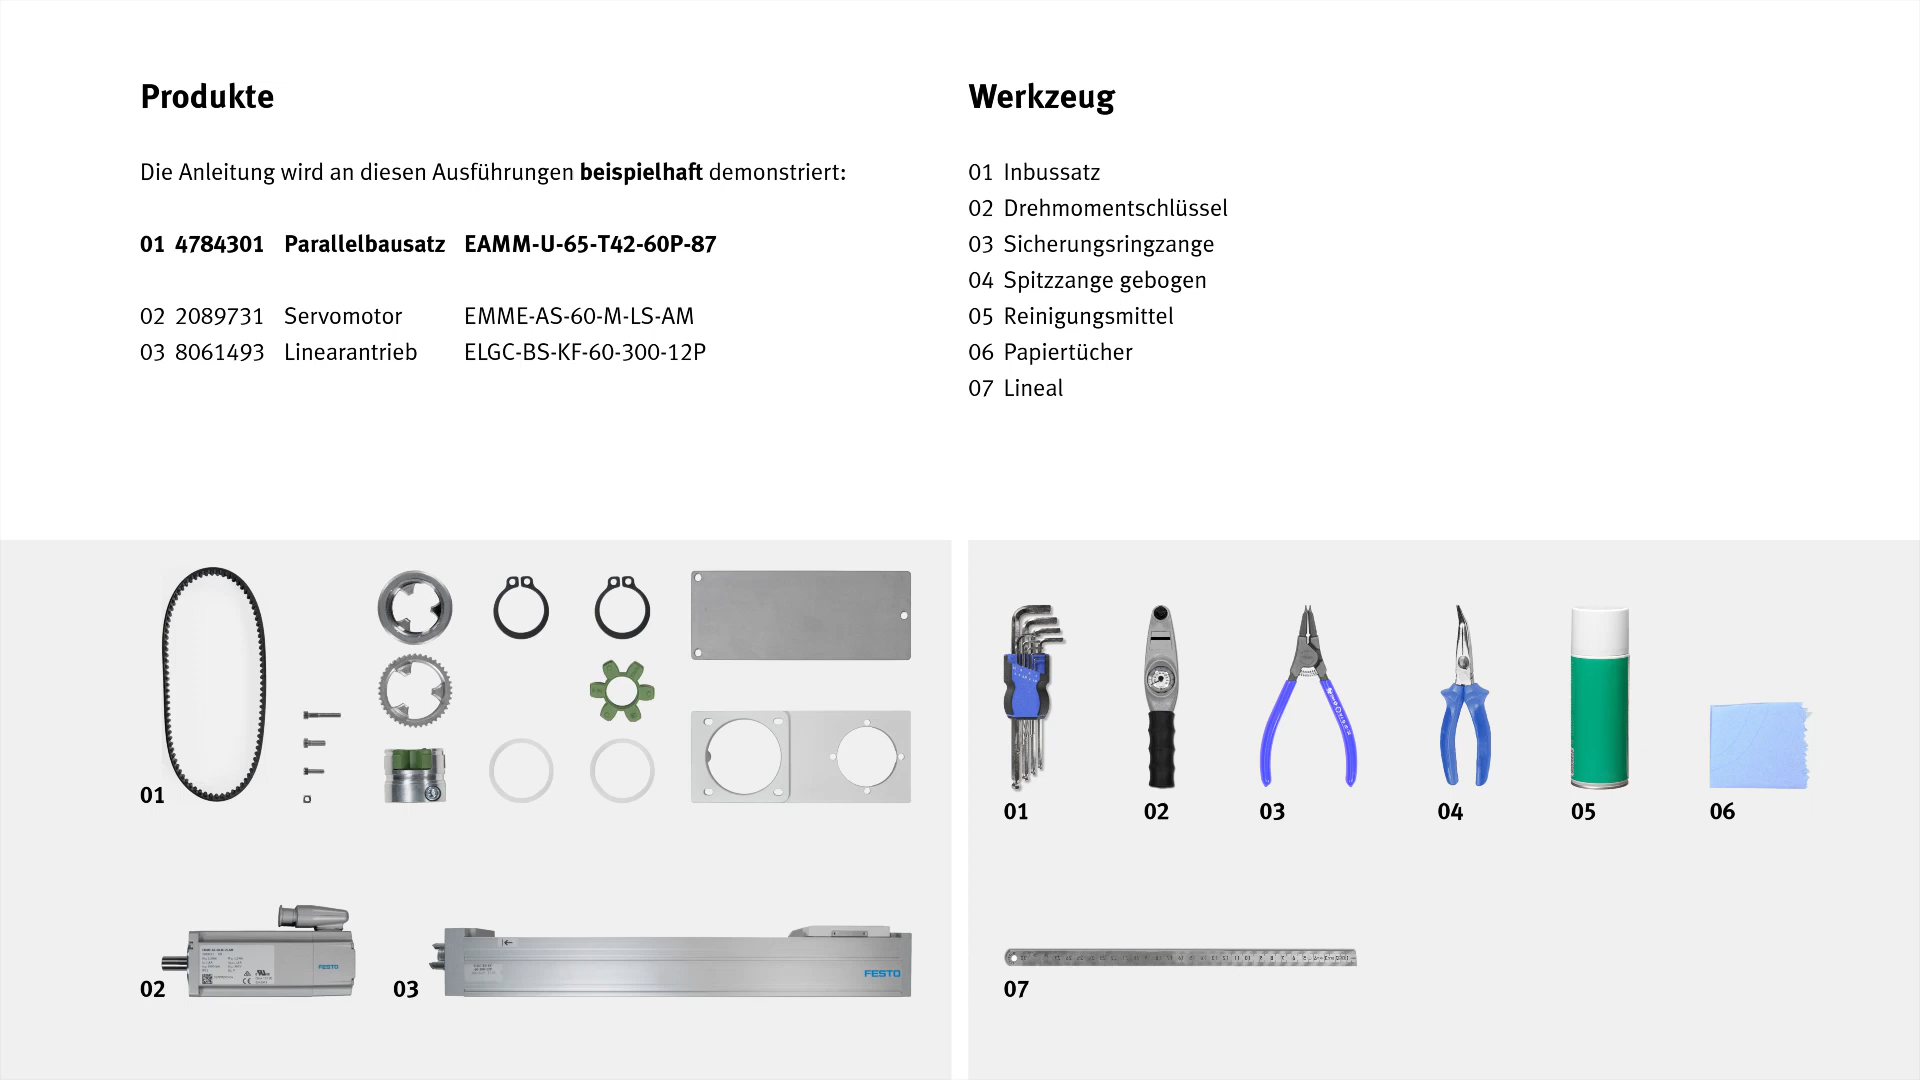 Produkte
Die Anleitung wird an diesen Ausführungen beispielhaft demonstriert:
01 4784301 Parallelbausatz EAMM-U-65-T42-60P-87
02 2089731 Servomotor EMME-AS-60-M-LS-AM
03 8061493 Linearantrieb ELGC-BS-KF-60-300-12P
Werkzeug
01 Inbussatz
02 Drehmomentschlüssel
03 Sicherungsringzange
04 Spitzzange gebogen
05 Reinigungsmittel
06 Papiertücher
07 Lineal
01
02
FESTO
03
FESTO
01
02
03
04
05
06
07